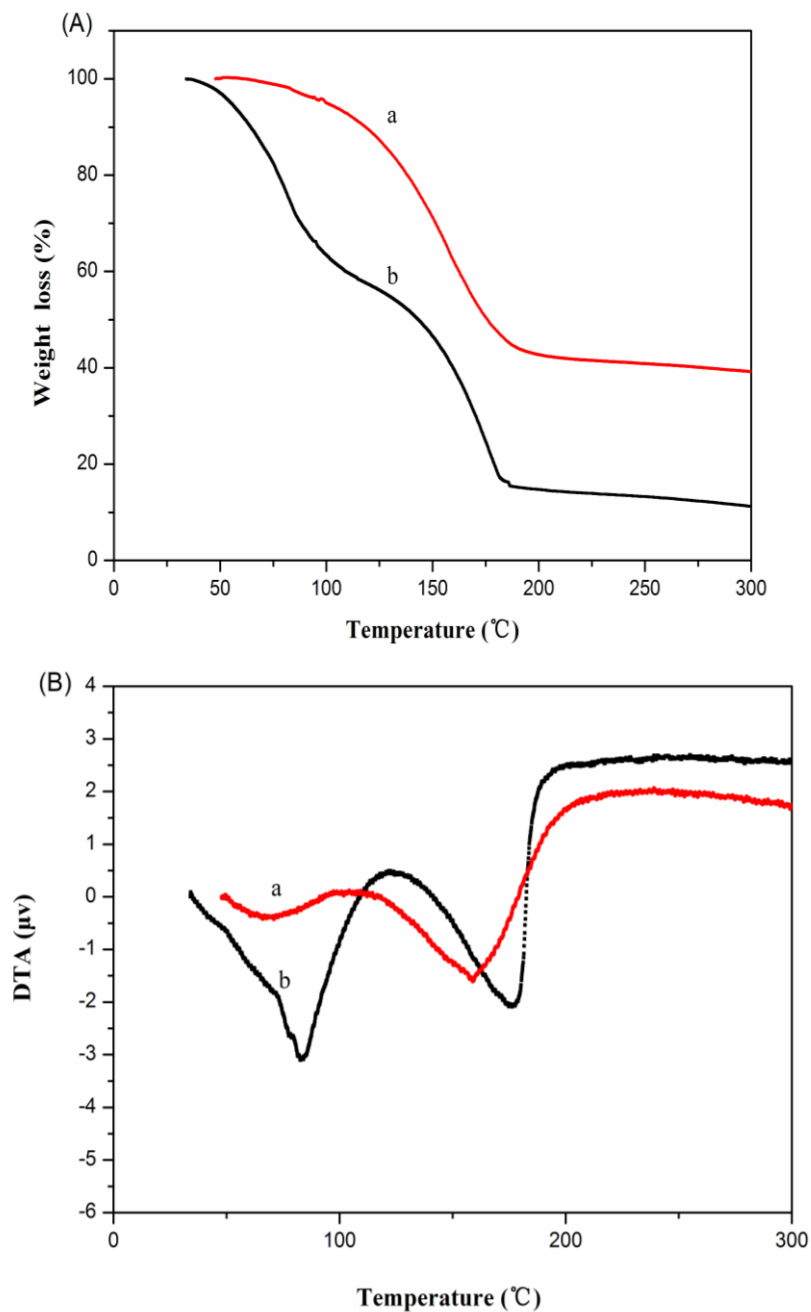 (A)
100
80
60
40
20
0
a
b
Weight loss (%)
0 50 100 150 200 250 300
Temperature (℃)
(B)
4
3
2
1
0
-1
-2
-3
-4
-5
-6
a
b
DTA (μv)
0 100 200 300
Temperature (℃)